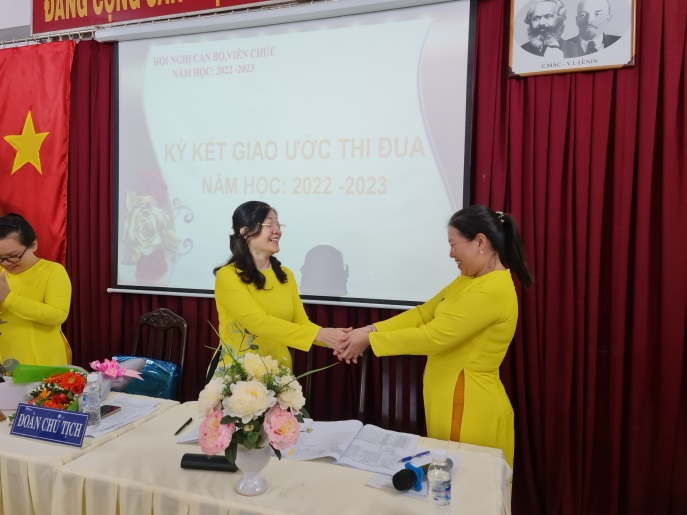 ĐẢNG CỘNG SẢN
HỘI NGHỊ CÁN BỘ,VIÊN CHỨC
NĂM HỌC: 2022 -2023
KÝ KẾT GIAO ƯỚC THI ĐUA
NĂM HỌC: 2022 -2023
C.MÁC - V.I. LÊNIN
ĐOÀN CHỦ TỊCH